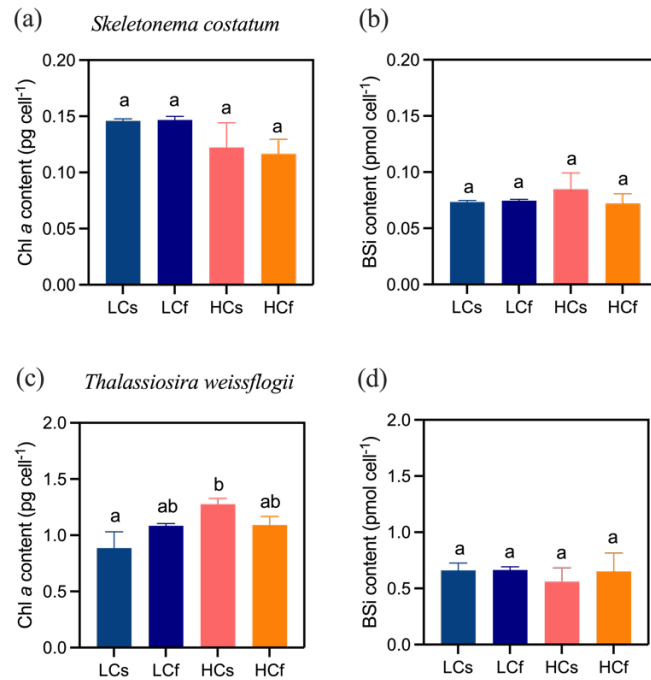 (a) Skeletonema costatum (b)
Chl a content (pg cell⁻¹)
0.20
0.15
0.10
0.05
0.00
a a a a
LCs LCf HCs HCf
BSi content (pmol cell⁻¹)
0.20
0.15
0.10
0.05
0.00
a a a a
LCs LCf HCs HCf
(c) Thalassiosira weissflogii (d)
Chl a content (pg cell⁻¹)
2.0
1.5
1.0
0.5
0.0
a ab b ab
LCs LCf HCs HCf
BSi content (pmol cell⁻¹)
2.0
1.5
1.0
0.5
0.0
a a a a
LCs LCf HCs HCf